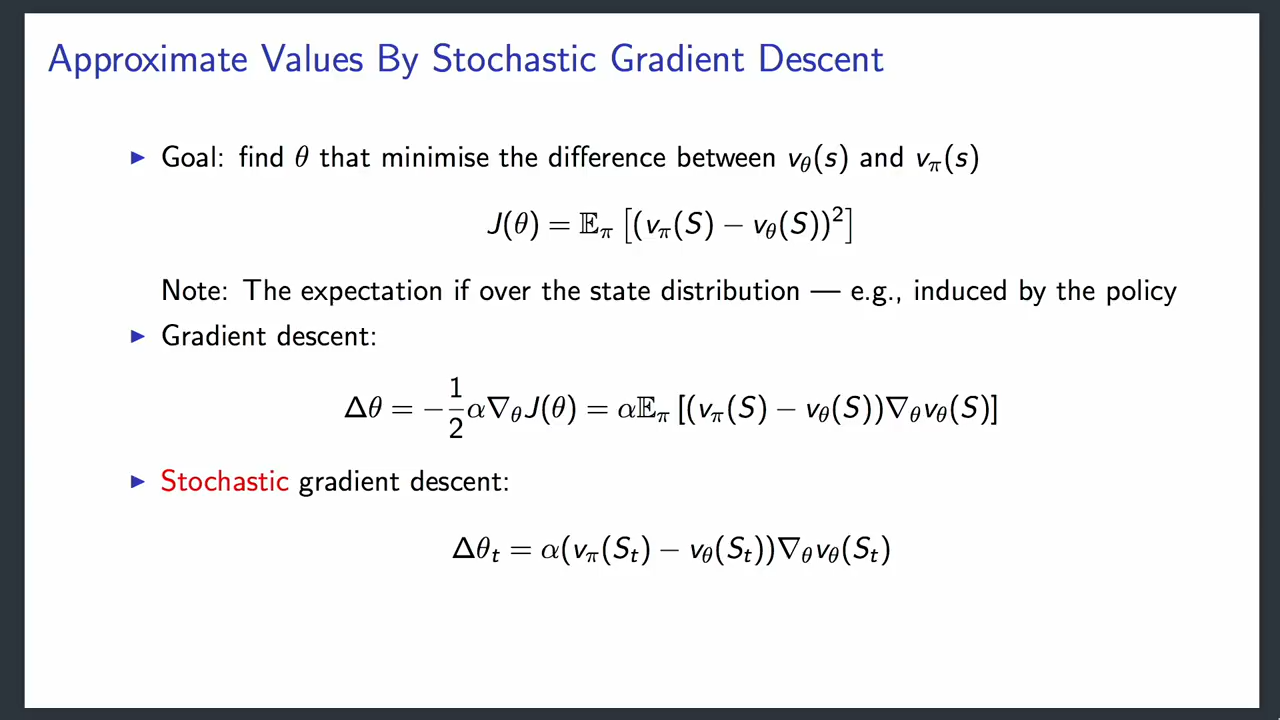 Approximate Values By Stochastic Gradient Descent
▶ Goal: find θ that minimise the difference between v_θ(s) and v_π(s)
J(θ) = 𝔼_π [(v_π(S) − v_θ(S))²]
Note: The expectation if over the state distribution — e.g., induced by the policy
▶ Gradient descent:
Δθ = −½α∇_θJ(θ) = α𝔼_π [(v_π(S) − v_θ(S))∇_θv_θ(S)]
▶ Stochastic gradient descent:
Δθ_t = α(v_π(S_t) − v_θ(S_t))∇_θv_θ(S_t)